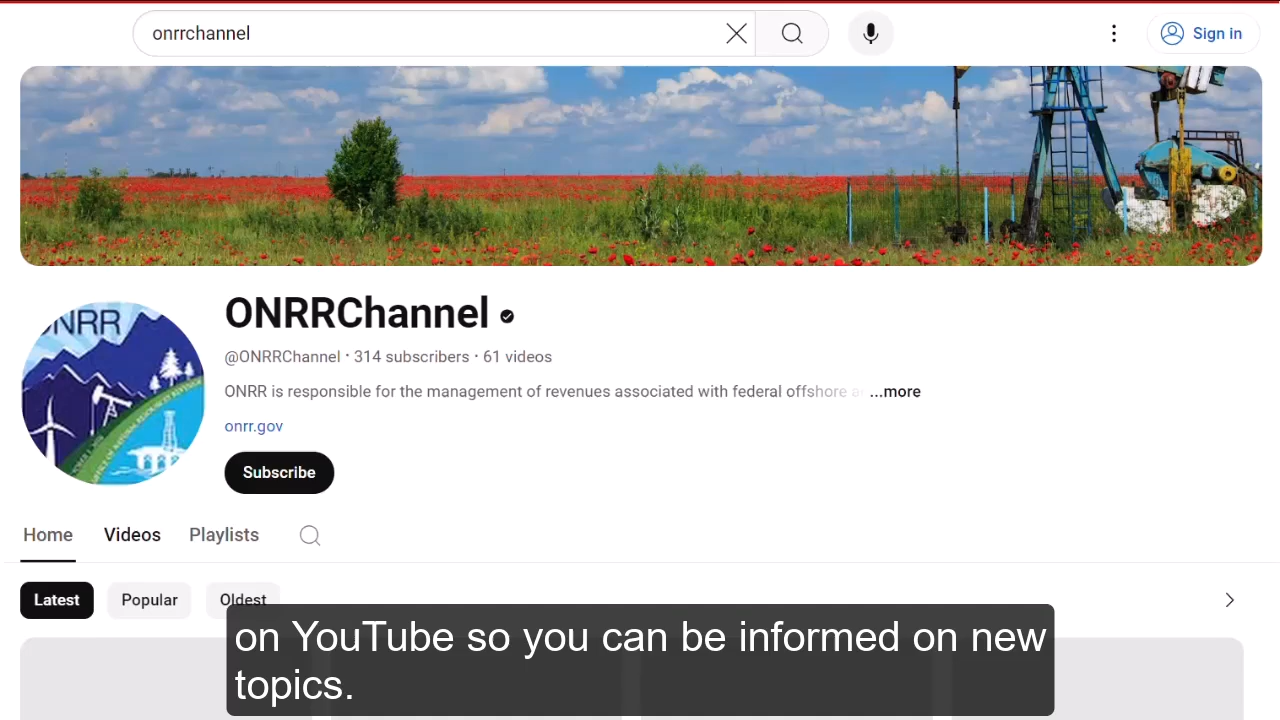 onrrchannel
Sign in
ONRR
ONRRChannel
@ONRRChannel · 314 subscribers · 61 videos
ONRR is responsible for the management of revenues associated with federal offshore ...more
onrr.gov
Subscribe
Home Videos Playlists
Latest Popular Oldest
on YouTube so you can be informed on new
topics.